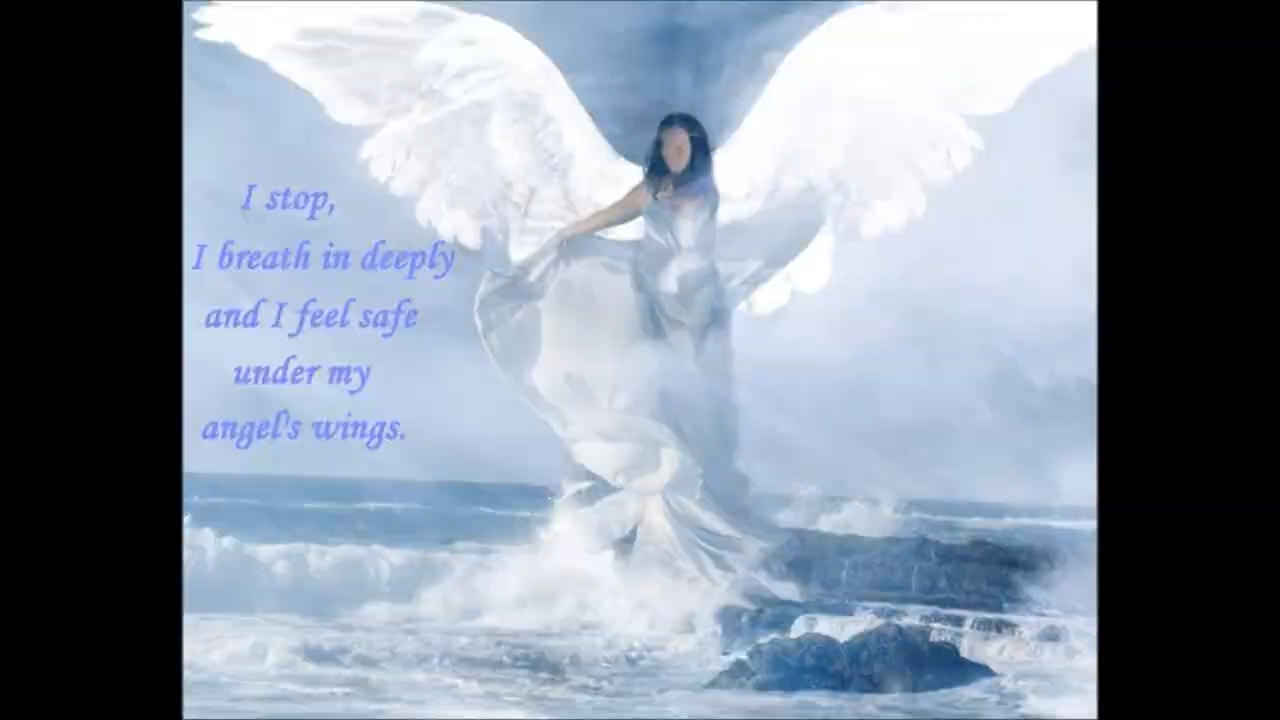 I stop,
I breath in deeply
and I feel safe
under my
angel's wings.